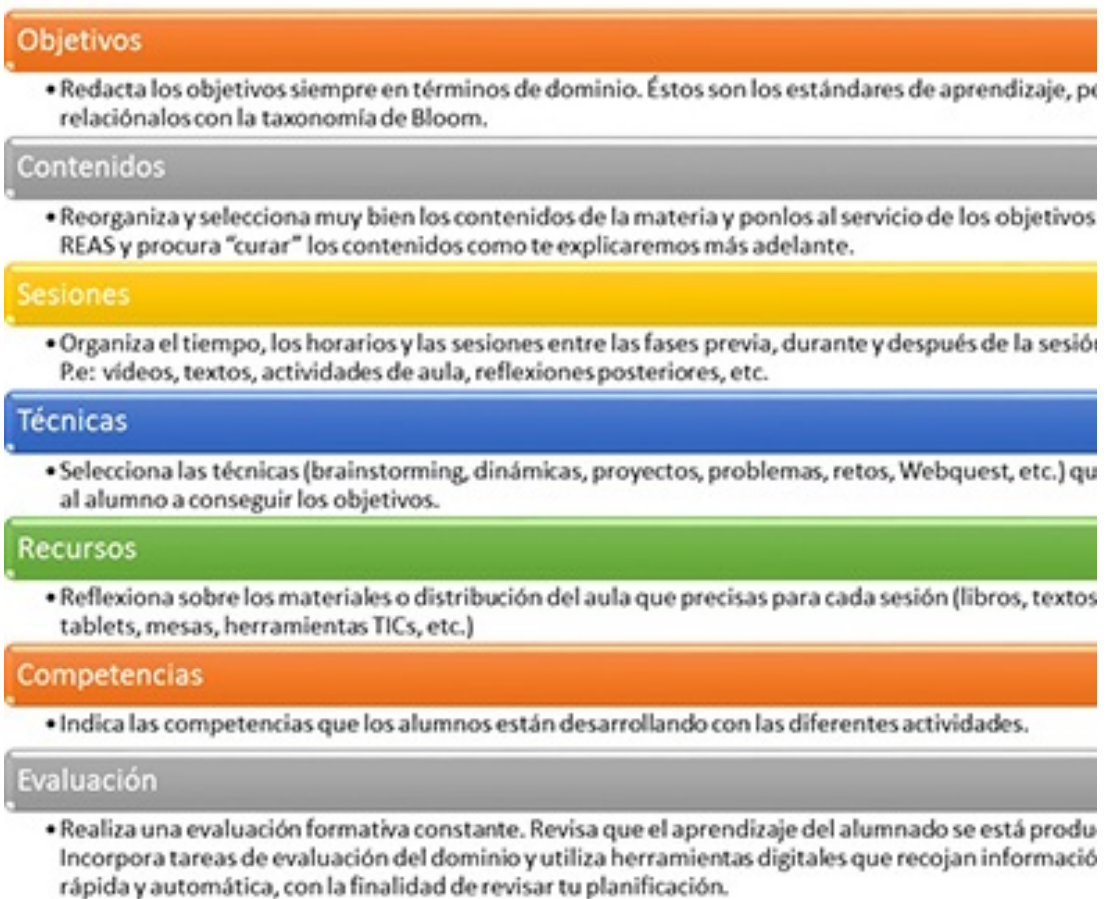 Objetivos
• Redacta los objetivos siempre en términos de dominio. Éstos son los estándares de aprendizaje,
relaciónalos con la taxonomía de Bloom.
Contenidos
• Reorganiza y selecciona muy bien los contenidos de la materia y ponlos al servicio de los objetivos
REAS y procura “curar” los contenidos como te explicaremos más adelante.
Sesiones
• Organiza el tiempo, los horarios y las sesiones entre las fases previa, durante y después de la
P.e: vídeos, textos, actividades de aula, reflexiones posteriores, etc.
Técnicas
• Selecciona las técnicas (brainstorming, dinámicas, proyectos, problemas, retos, Webquest, etc.)
al alumno a conseguir los objetivos.
Recursos
• Reflexiona sobre los materiales o distribución del aula que precisas para cada sesión (libros, textos
tablets, mesas, herramientas TICs, etc.)
Competencias
• Indica las competencias que los alumnos están desarrollando con las diferentes actividades.
Evaluación
• Realiza una evaluación formativa constante. Revisa que el aprendizaje del alumnado se está
Incorpora tareas de evaluación del dominio y utiliza herramientas digitales que recojan
rápida y automática, con la finalidad de revisar tu planificación.